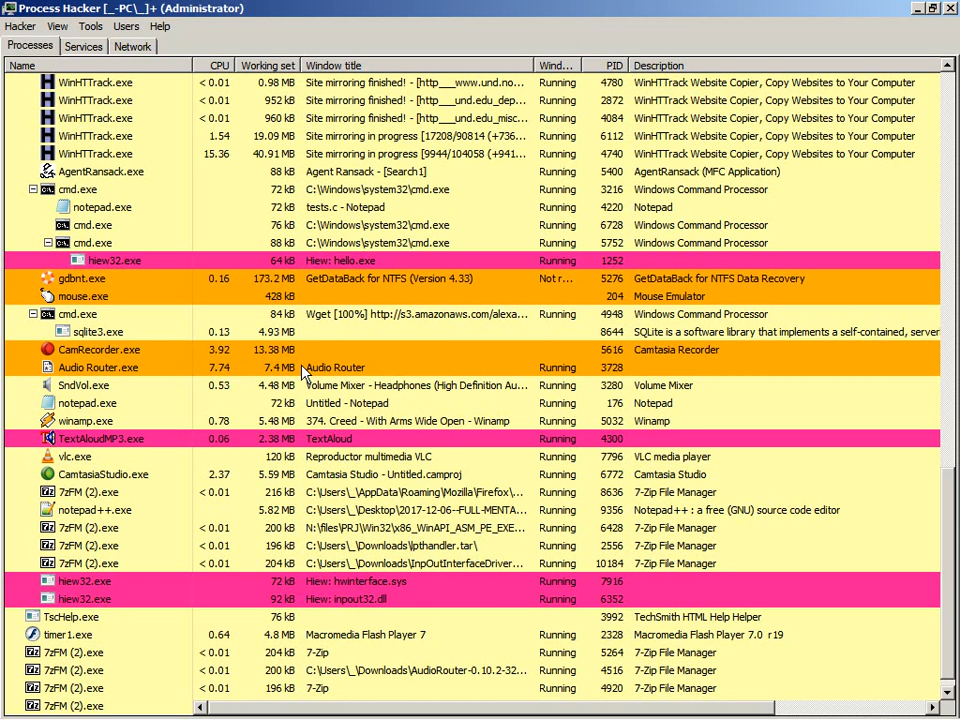 Process Hacker [_-PC\_]+ (Administrator)
Hacker View Tools Users Help
Processes Services Network
Name CPU Working set Window title Wind... PID Description
WinHTTrack.exe < 0.01 0.98 MB Site mirroring finished! - [http___www.und.no... Running 4780 WinHTTrack Website Copier, Copy Websites to Your Computer
WinHTTrack.exe < 0.01 952 kB Site mirroring finished! - [http___und.edu_dep... Running 2872 WinHTTrack Website Copier, Copy Websites to Your Computer
WinHTTrack.exe < 0.01 960 kB Site mirroring finished! - [http___und.edu_misc... Running 4084 WinHTTrack Website Copier, Copy Websites to Your Computer
WinHTTrack.exe 1.54 19.09 MB Site mirroring in progress [17208/90814 (+736... Running 6112 WinHTTrack Website Copier, Copy Websites to Your Computer
WinHTTrack.exe 15.36 40.91 MB Site mirroring in progress [9944/104058 (+941... Running 4740 WinHTTrack Website Copier, Copy Websites to Your Computer
AgentRansack.exe 88 kB Agent Ransack - [Search1] Running 5400 AgentRansack (MFC Application)
cmd.exe 72 kB C:\Windows\system32\cmd.exe Running 3216 Windows Command Processor
notepad.exe 72 kB tests.c - Notepad Running 4220 Notepad
cmd.exe 76 kB C:\Windows\system32\cmd.exe Running 6728 Windows Command Processor
cmd.exe 88 kB C:\Windows\system32\cmd.exe Running 5752 Windows Command Processor
hiew32.exe 64 kB Hiew: hello.exe Running 1252
gdbnt.exe 0.16 173.2 MB GetDataBack for NTFS (Version 4.33) Not r... 5276 GetDataBack for NTFS Data Recovery
mouse.exe 428 kB 204 Mouse Emulator
cmd.exe 84 kB Wget [100%] http://s3.amazonaws.com/alexa... Running 4948 Windows Command Processor
sqlite3.exe 0.13 4.93 MB 8644 SQLite is a software library that implements a self-contained, server
CamRecorder.exe 3.92 13.38 MB 5616 Camtasia Recorder
Audio Router.exe 7.74 7.4 MB Audio Router Running 3728
SndVol.exe 0.53 4.48 MB Volume Mixer - Headphones (High Definition Au... Running 3280 Volume Mixer
notepad.exe 72 kB Untitled - Notepad Running 176 Notepad
winamp.exe 0.78 5.48 MB 374. Creed - With Arms Wide Open - Winamp Running 5032 Winamp
TextAloudMP3.exe 0.06 2.38 MB TextAloud Running 4300
vlc.exe 120 kB Reproductor multimedia VLC Running 7796 VLC media player
CamtasiaStudio.exe 2.37 5.59 MB Camtasia Studio - Untitled.camproj Running 6772 Camtasia Studio
7zFM (2).exe < 0.01 216 kB C:\Users\_\AppData\Roaming\Mozilla\Firefox\... Running 8636 7-Zip File Manager
notepad++.exe 5.82 MB C:\Users\_\Desktop\2017-12-06--FULL-MENTA... Running 9356 Notepad++ : a free (GNU) source code editor
7zFM (2).exe < 0.01 200 kB N:\files\PRJ\Win32\x86_WinAPI_ASM_PE_EXE... Running 6428 7-Zip File Manager
7zFM (2).exe < 0.01 196 kB C:\Users\_\Downloads\lpthandler.tar\ Running 2556 7-Zip File Manager
7zFM (2).exe < 0.01 204 kB C:\Users\_\Downloads\InpOutInterfaceDriver... Running 10184 7-Zip File Manager
hiew32.exe 72 kB Hiew: hwinterface.sys Running 7916
hiew32.exe 92 kB Hiew: inpout32.dll Running 6352
TscHelp.exe 76 kB 3992 TechSmith HTML Help Helper
timer1.exe 0.64 4.8 MB Macromedia Flash Player 7 Running 2328 Macromedia Flash Player 7.0 r19
7zFM (2).exe < 0.01 204 kB 7-Zip Running 5264 7-Zip File Manager
7zFM (2).exe < 0.01 200 kB C:\Users\_\Downloads\AudioRouter-0.10.2-32... Running 4516 7-Zip File Manager
7zFM (2).exe < 0.01 196 kB 7-Zip Running 4920 7-Zip File Manager
7zFM (2).exe